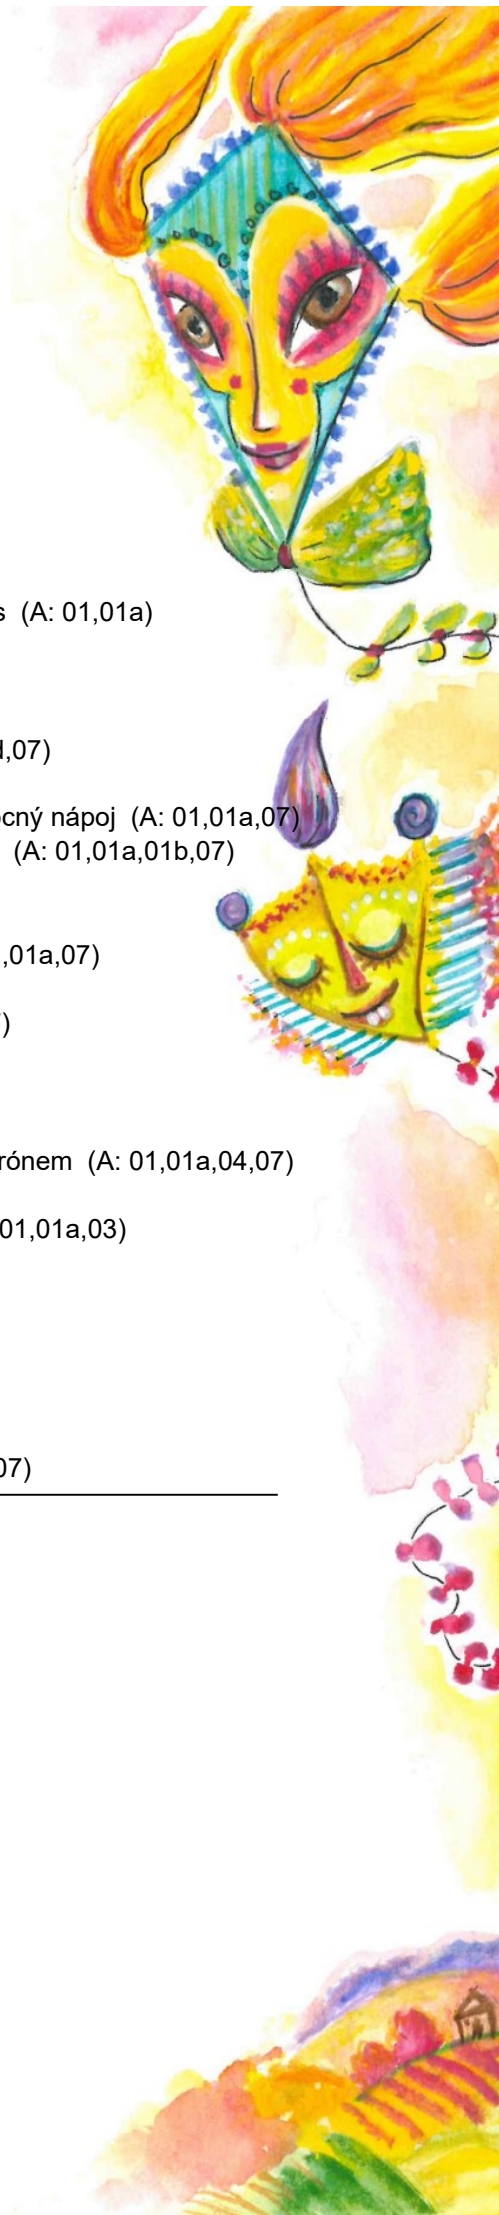 s (A: 01,01a)
,07)
ocný nápoj (A: 01,01a,07)
(A: 01,01a,01b,07)
,01a,07)
)
rónem (A: 01,01a,04,07)
01,01a,03)
07)